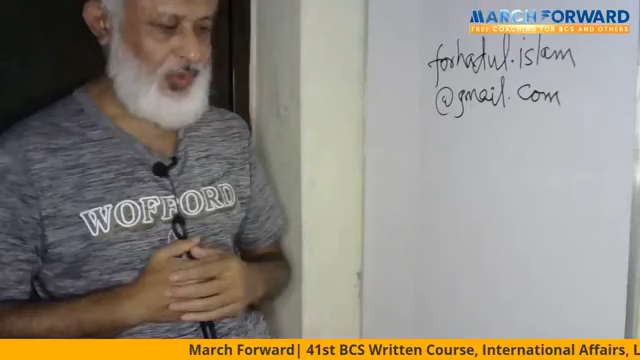 MARCH FORWARD
FREE COACHING FOR BCS AND OTHERS
forhadul.islam
@gmail.com
WOFFORD
March Forward| 41st BCS Written Course, International Affairs, L